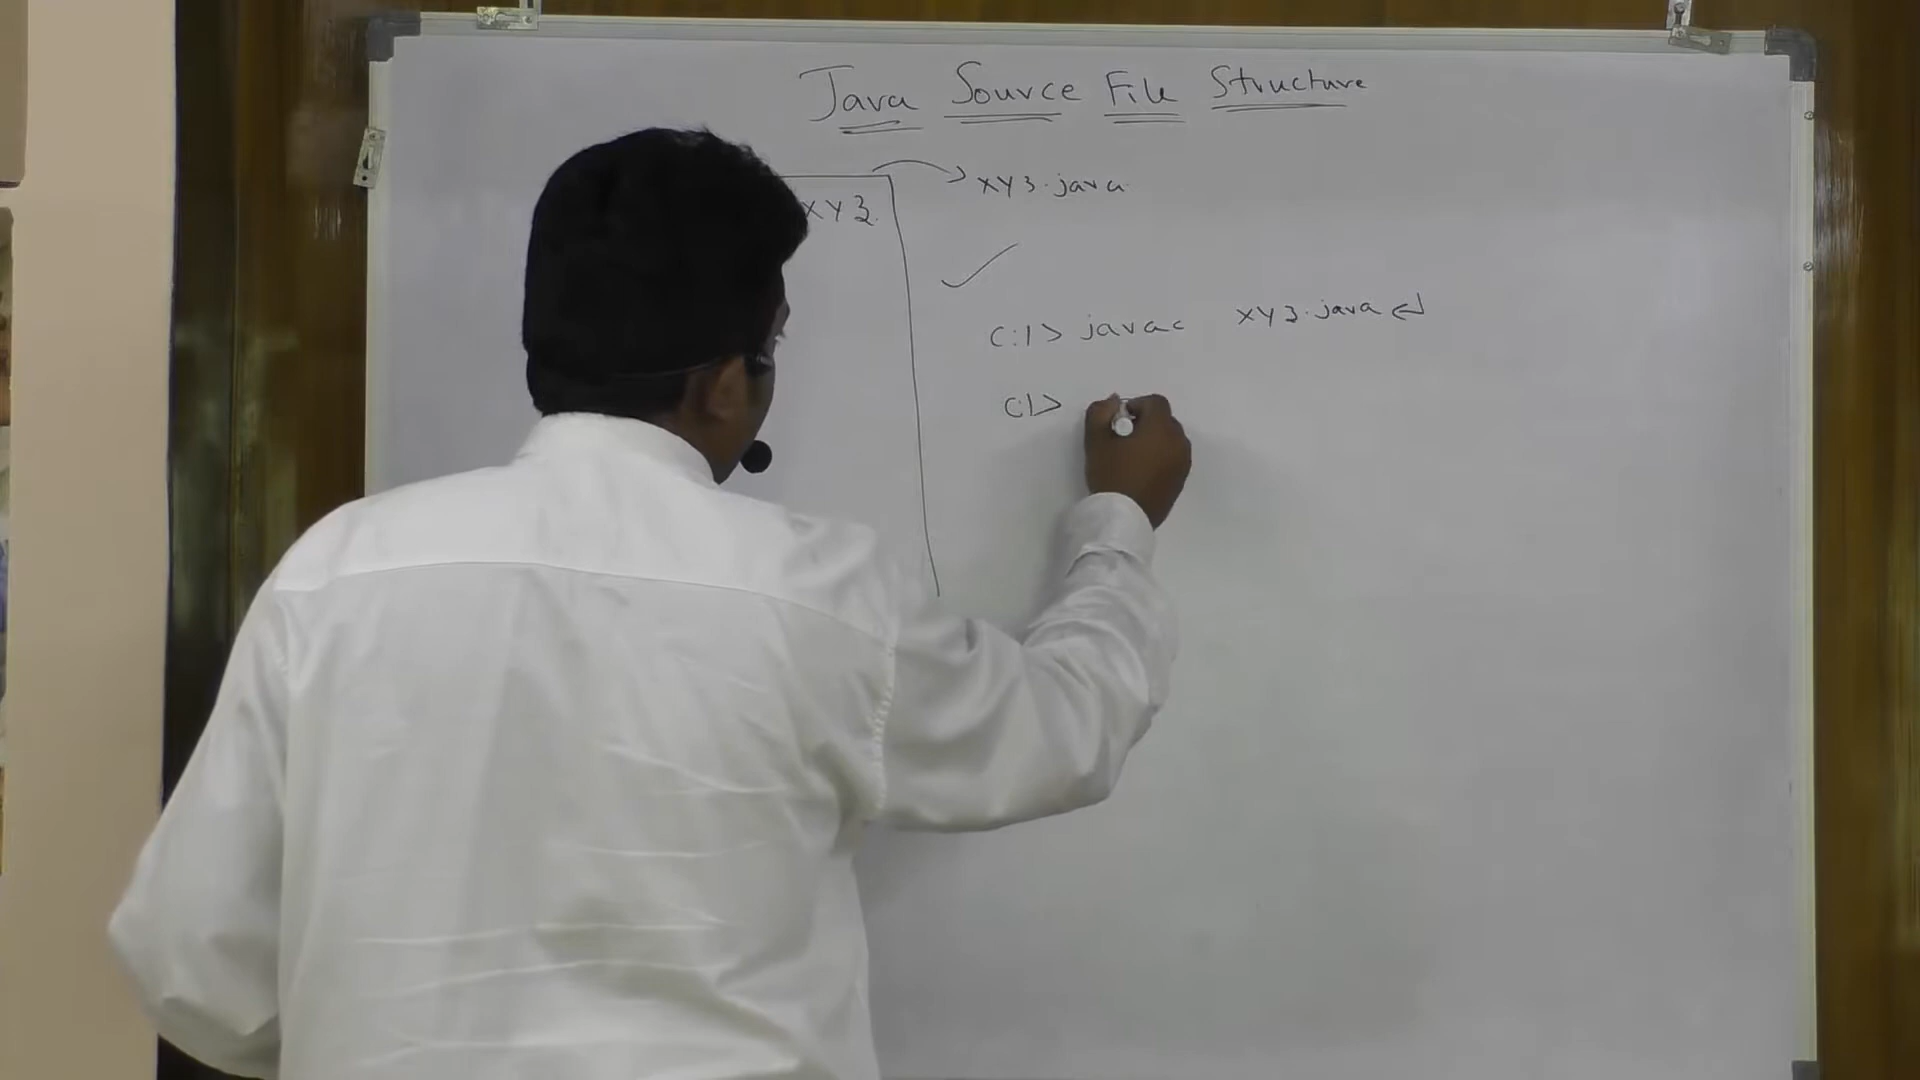 Java Source File Structure
xyz.java
xyz.
c:\> javac xyz.java ↵
c:\>